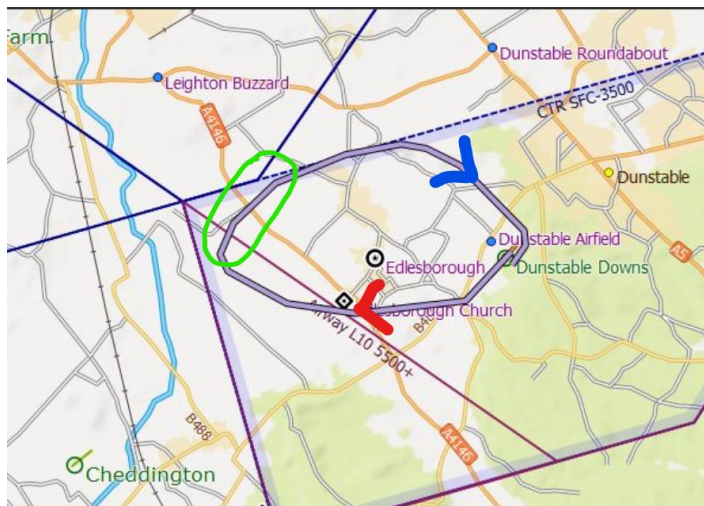 Farm.
Dunstable Roundabout
Leighton Buzzard
CTR SFC-3500
A4146
Dunstable
Dunstable Airfield
A5
Edlesborough
Dunstable Downs
Edlesborough Church
Airway L10 5500+
B488
A4146
Cheddington